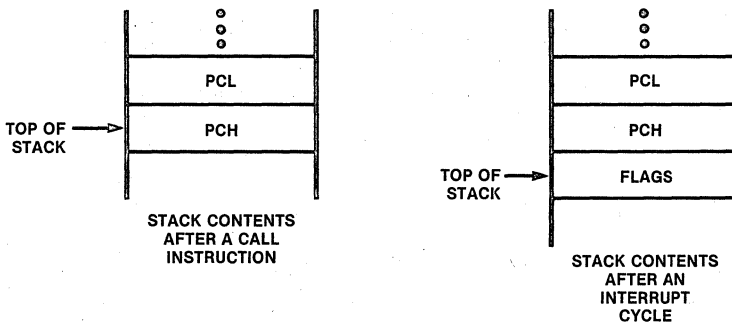 PCL
PCH
TOP OF
STACK
STACK CONTENTS
AFTER A CALL
INSTRUCTION
PCL
PCH
FLAGS
TOP OF
STACK
STACK CONTENTS
AFTER AN
INTERRUPT
CYCLE